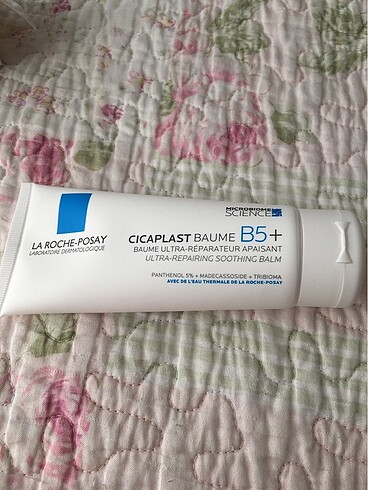 MICROBIOME
SCIENCE
LA ROCHE-POSAY
LABORATOIRE DERMATOLOGIQUE
CICAPLAST BAUME B5+
BAUME ULTRA-RÉPARATEUR APAISANT
ULTRA-REPAIRING SOOTHING BALM
PANTHENOL 5% + MADECASSOSIDE + TRIBIOMA
AVEC DE L'EAU THERMALE DE LA ROCHE-POSAY